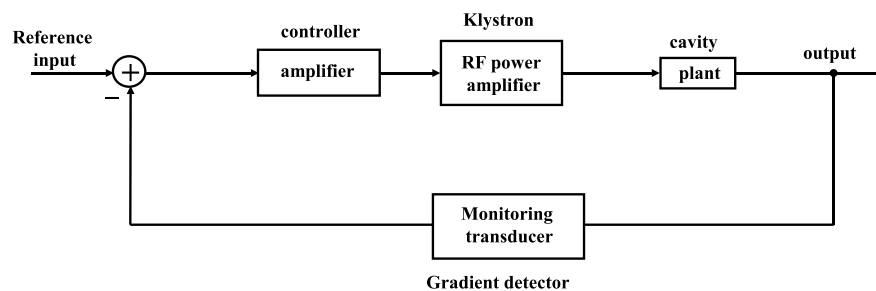 Klystron
Reference
input
controller
cavity
output
+
−
amplifier
RF power
amplifier
plant
Monitoring
transducer
Gradient detector